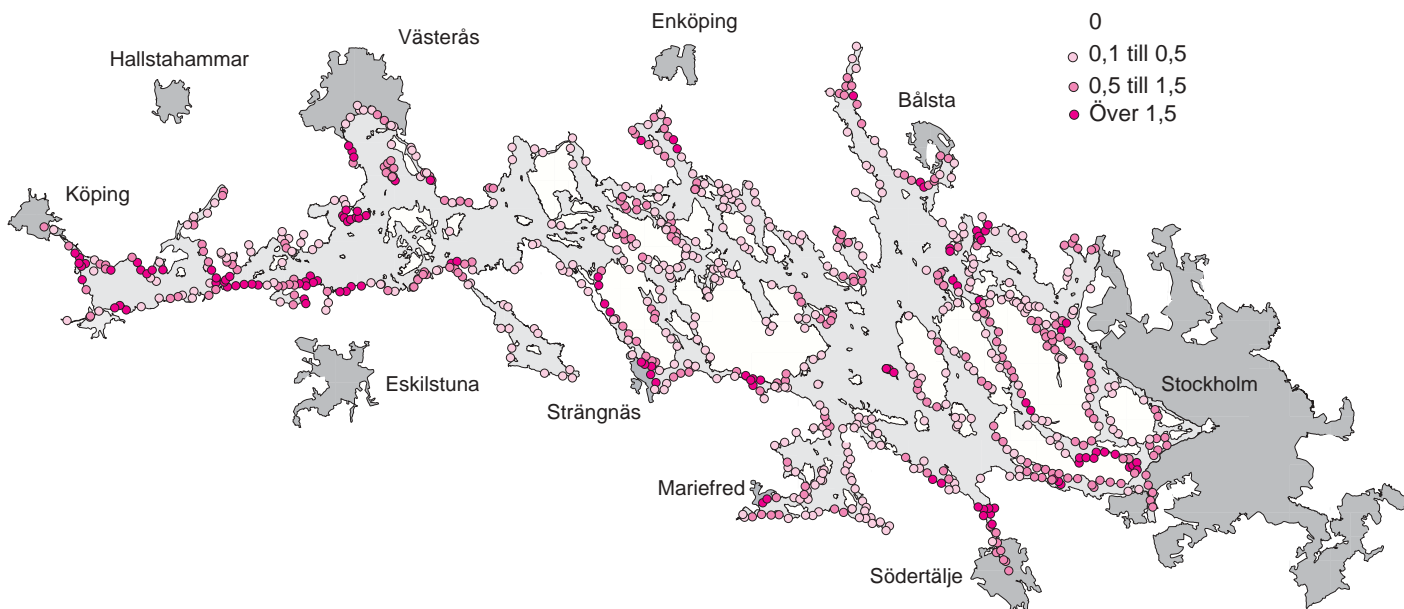 Enköping
0
Västerås
Hallstahammar
0,1 till 0,5
0,5 till 1,5
Bålsta
Över 1,5
Köping
Eskilstuna
Stockholm
Strängnäs
Mariefred
Södertälje